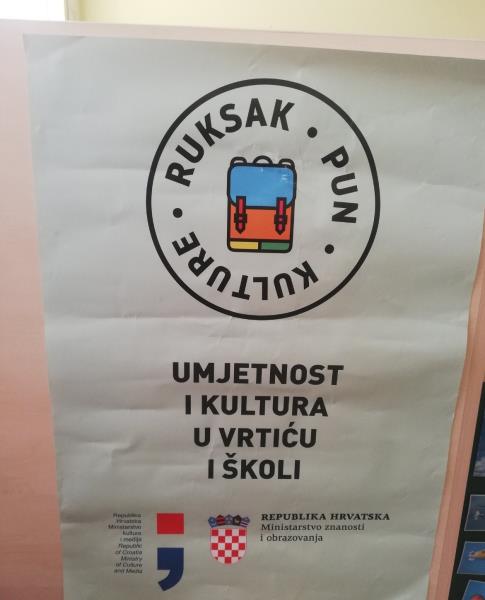 RUKSAK • PUN • KULTURE •
UMJETNOST
I KULTURA
U VRTIĆU
I ŠKOLI
Republika
Hrvatska
Ministarstvo
kulture
i medija
Republic
of Croatia
Ministry
of Culture
and Media
REPUBLIKA HRVATSKA
Ministarstvo znanosti
i obrazovanja